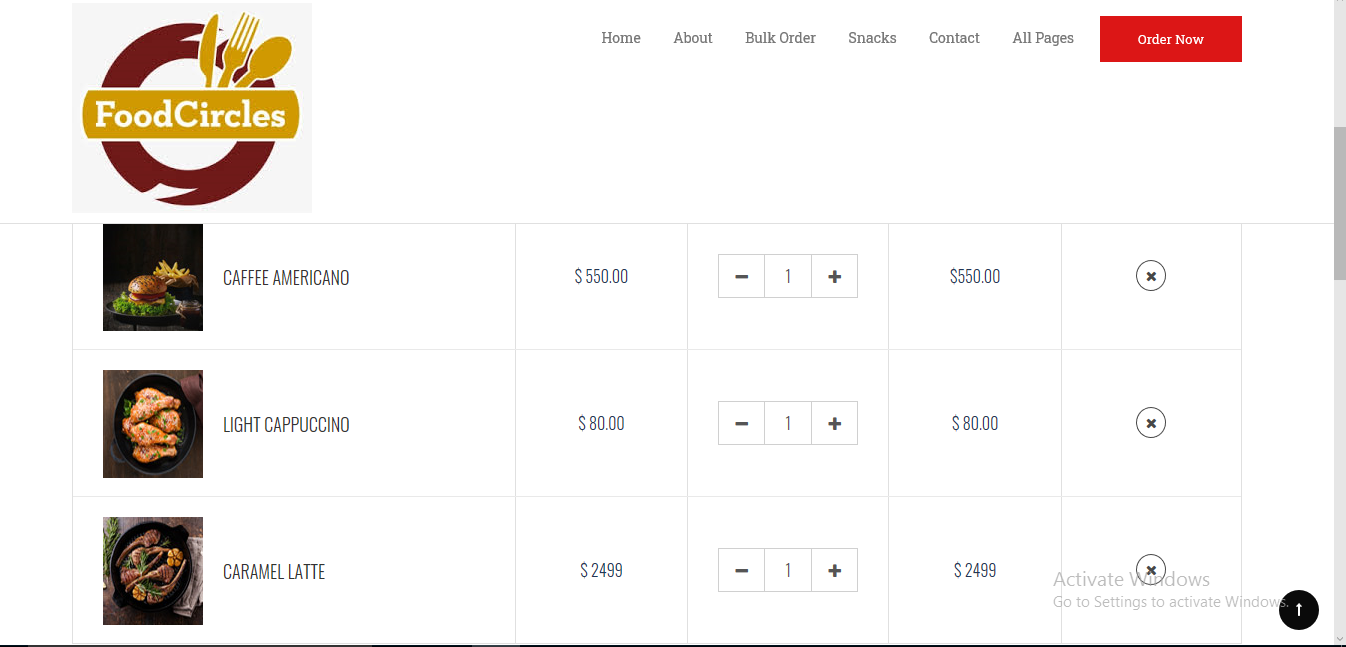 Home About Bulk Order Snacks Contact All Pages Order Now
FoodCircles
CAFFEE AMERICANO $ 550.00 1 $550.00
LIGHT CAPPUCCINO $ 80.00 1 $ 80.00
CARAMEL LATTE $ 2499 1 $ 2499
Activate Windows
Go to Settings to activate Windows.